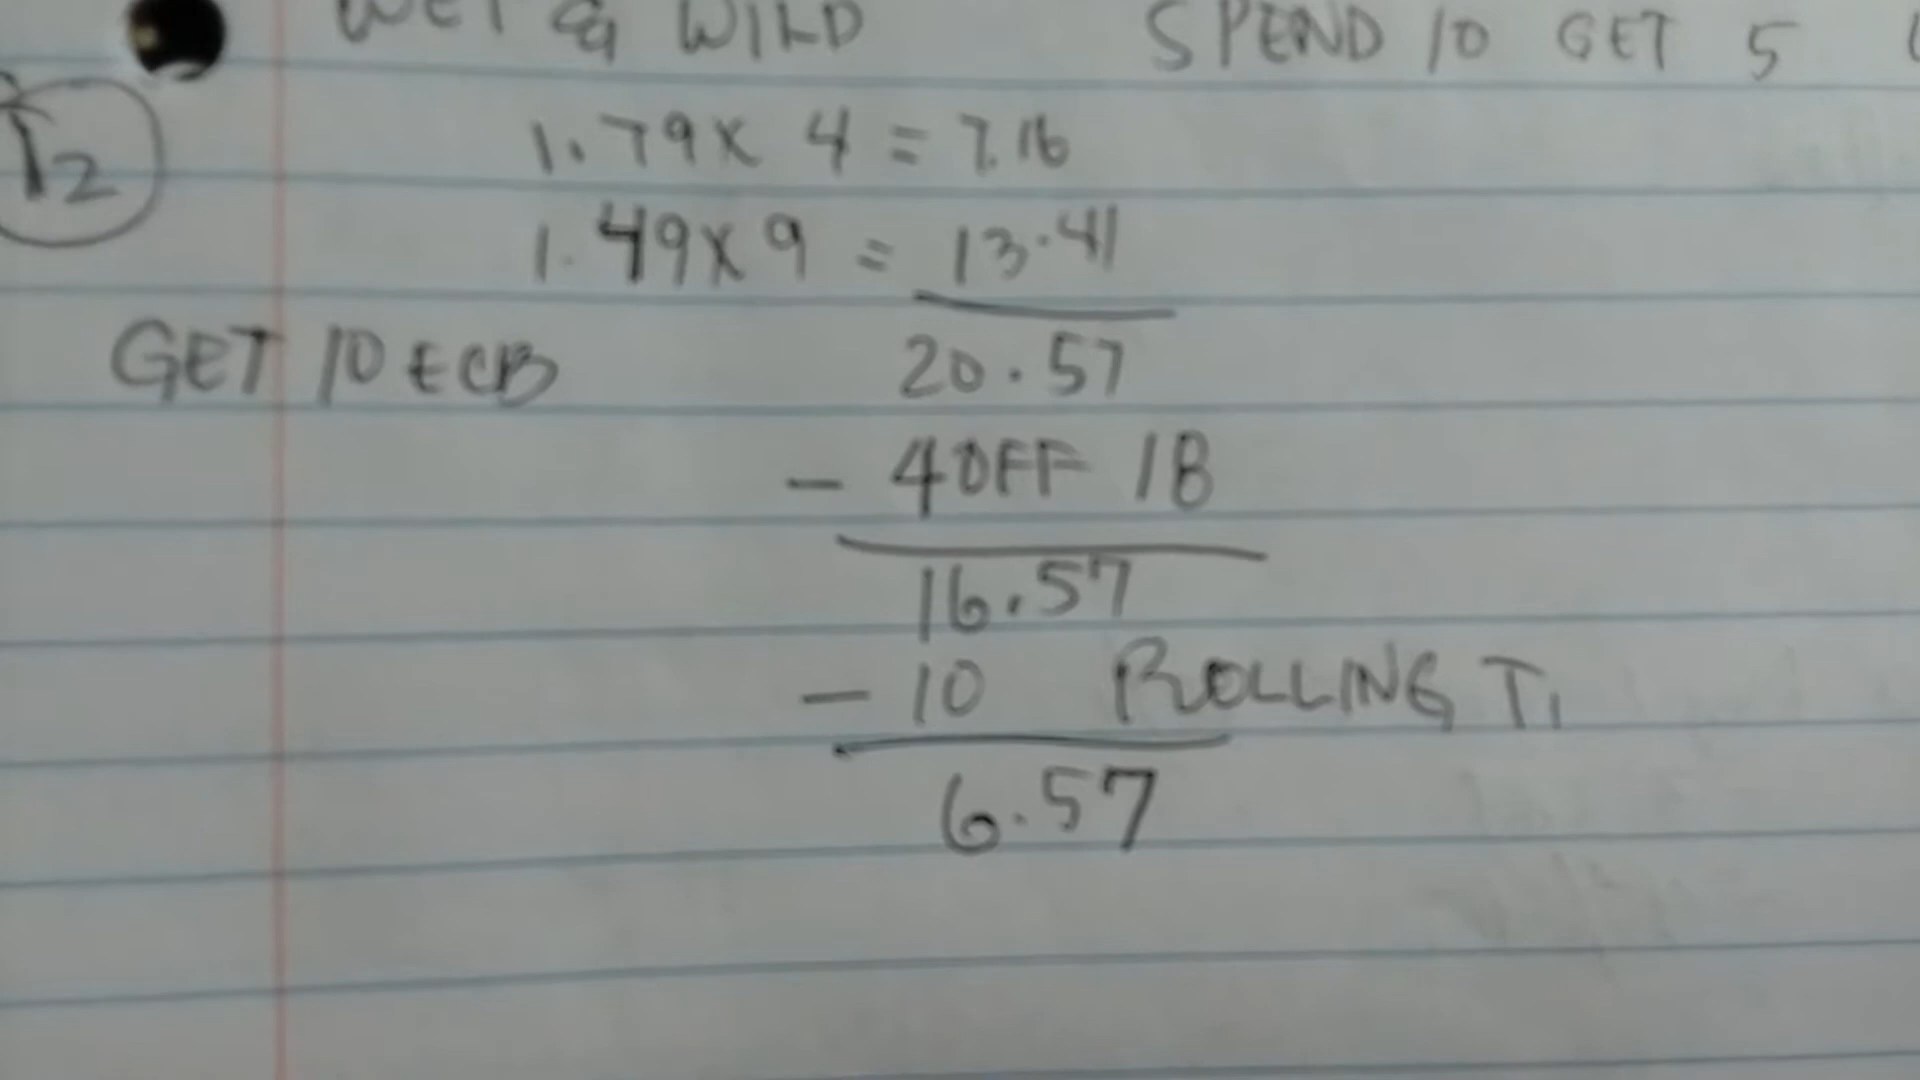 WET & WILD SPEND 10 GET 5
T2
1.79 X 4 = 7.16
1.49 X 9 = 13.41
GET 10 ECB 20.57
- 4 OFF 18
16.57
- 10 ROLLING T1
6.57